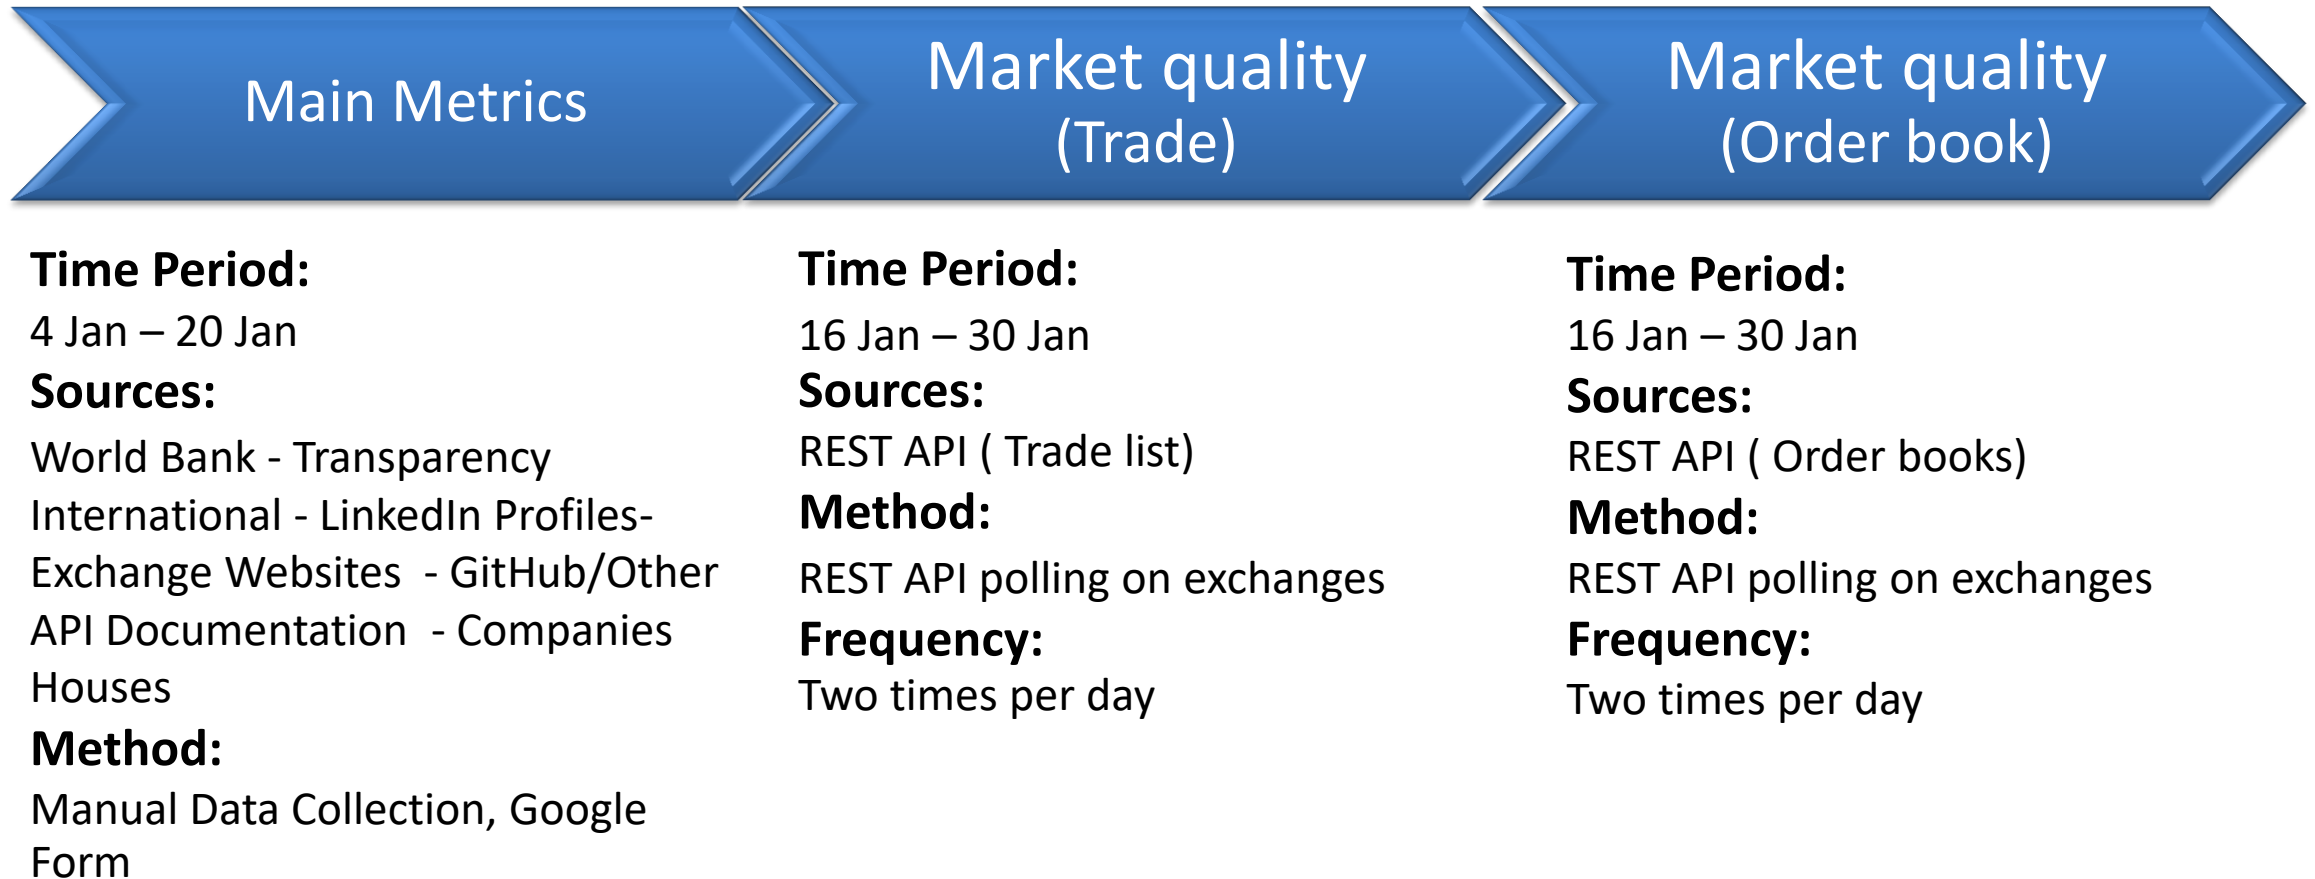 Main Metrics
Market quality
(Trade)
Market quality
(Order book)
Time Period:
4 Jan – 20 Jan
Sources:
World Bank - Transparency
International - LinkedIn Profiles-
Exchange Websites  - GitHub/Other
API Documentation  - Companies
Houses
Method:
Manual Data Collection, Google
Form
Time Period:
16 Jan – 30 Jan
Sources:
REST API ( Trade list)
Method:
REST API polling on exchanges
Frequency:
Two times per day
Time Period:
16 Jan – 30 Jan
Sources:
REST API ( Order books)
Method:
REST API polling on exchanges
Frequency:
Two times per day